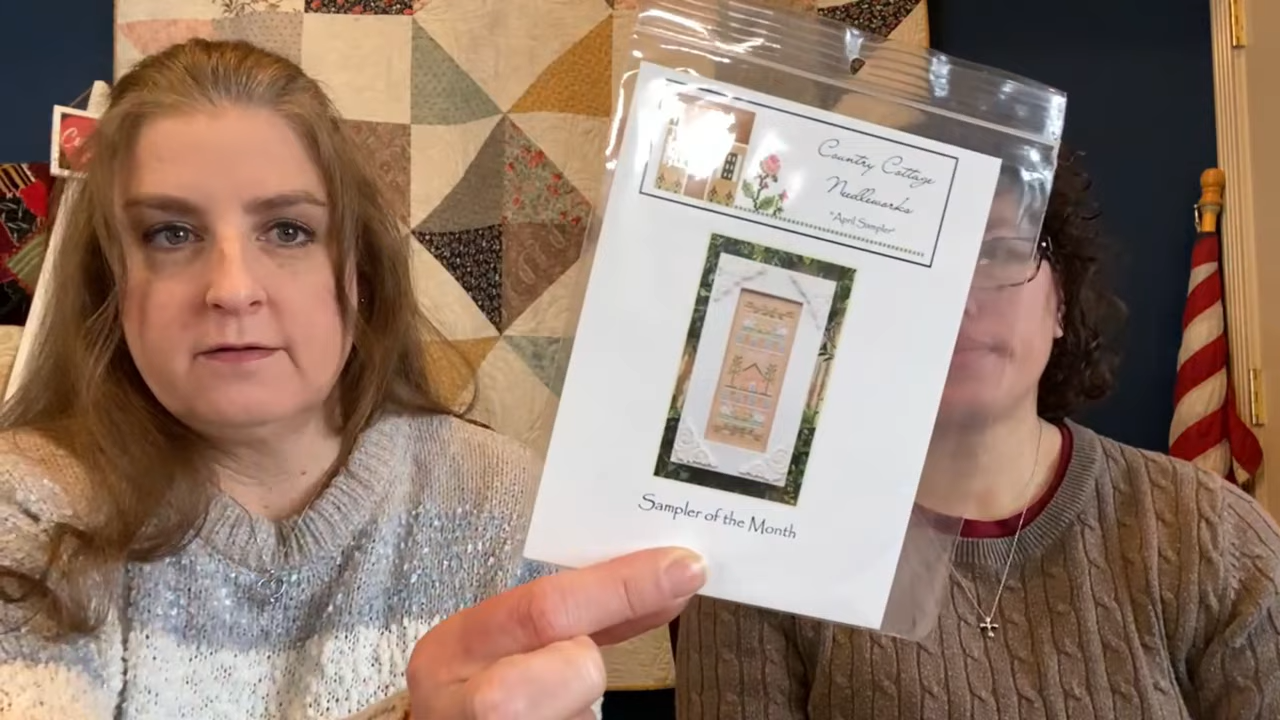 Country Cottage
Needleworks
"April Sampler"
Sampler of the Month